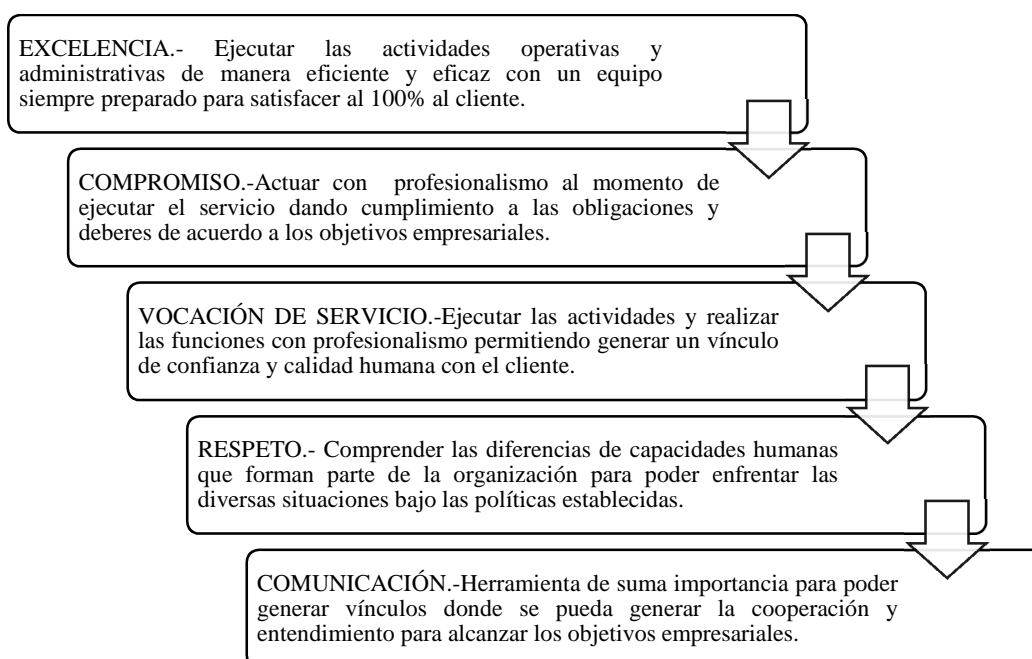 EXCELENCIA.- Ejecutar las actividades operativas y
administrativas de manera eficiente y eficaz con un equipo
siempre preparado para satisfacer al 100% al cliente.
COMPROMISO.-Actuar con profesionalismo al momento de
ejecutar el servicio dando cumplimiento a las obligaciones y
deberes de acuerdo a los objetivos empresariales.
VOCACIÓN DE SERVICIO.-Ejecutar las actividades y realizar
las funciones con profesionalismo permitiendo generar un vínculo
de confianza y calidad humana con el cliente.
RESPETO.- Comprender las diferencias de capacidades humanas
que forman parte de la organización para poder enfrentar las
diversas situaciones bajo las políticas establecidas.
COMUNICACIÓN.-Herramienta de suma importancia para poder
generar vínculos donde se pueda generar la cooperación y
entendimiento para alcanzar los objetivos empresariales.